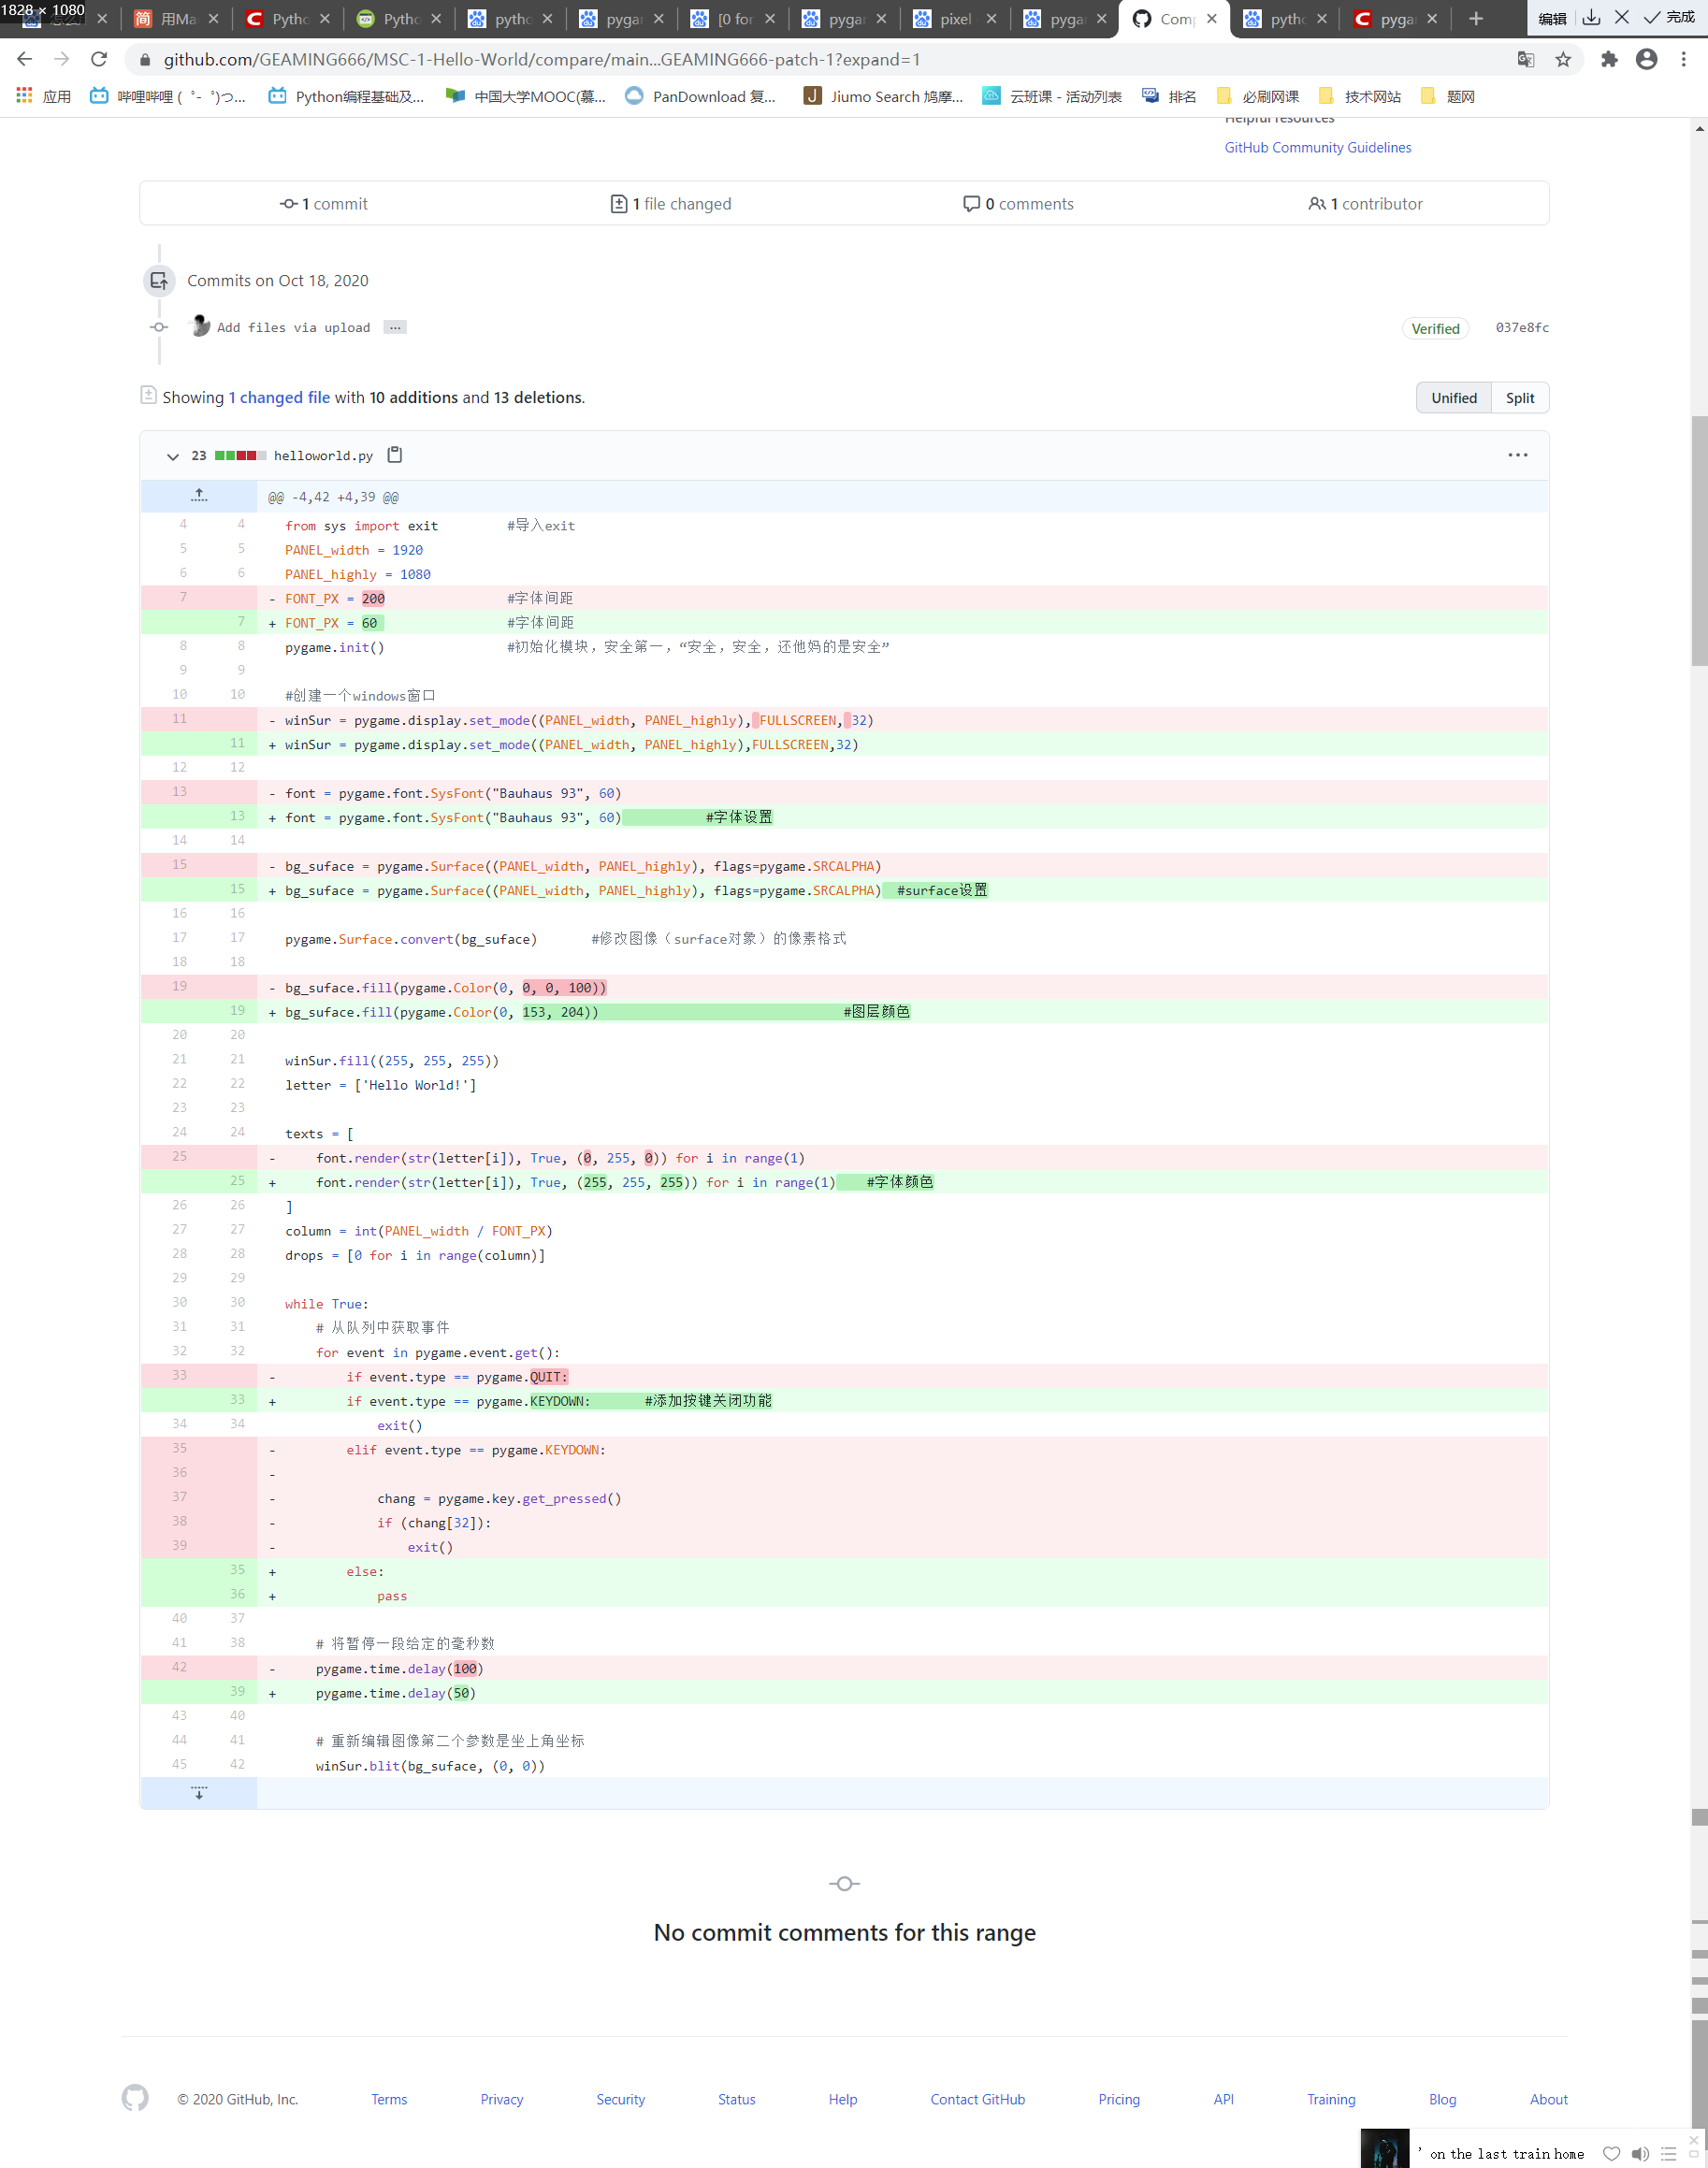 1828 × 1080
用Ma
Pytho
Pytho
pytho
pygar
[0 for
pygar
pixel
pygar
Comp
pytho
pygar
编辑
完成
github.com/GEAMING666/MSC-1-Hello-World/compare/main...GEAMING666-patch-1?expand=1
应用
哔哩哔哩 (゜-゜)つ...
Python编程基础及...
中国大学MOOC(慕...
PanDownload 复...
Jiumo Search 鸠摩...
云班课 - 活动列表
排名
必刷网课
技术网站
题网
Helpful resources
GitHub Community Guidelines
1 commit
1 file changed
0 comments
1 contributor
Commits on Oct 18, 2020
Add files via upload ...
Verified
037e8fc
Showing 1 changed file with 10 additions and 13 deletions.
Unified Split
23 helloworld.py
@@ -4,42 +4,39 @@
4 4 from sys import exit #导入exit
5 5 PANEL_width = 1920
6 6 PANEL_highly = 1080
7 - FONT_PX = 200 #字体间距
7 + FONT_PX = 60 #字体间距
8 8 pygame.init() #初始化模块，安全第一，“安全，安全，还他妈的是安全”
9 9
10 10 #创建一个windows窗口
11 - winSur = pygame.display.set_mode((PANEL_width, PANEL_highly), FULLSCREEN, 32)
11 + winSur = pygame.display.set_mode((PANEL_width, PANEL_highly),FULLSCREEN,32)
12 12
13 - font = pygame.font.SysFont("Bauhaus 93", 60)
13 + font = pygame.font.SysFont("Bauhaus 93", 60) #字体设置
14 14
15 - bg_suface = pygame.Surface((PANEL_width, PANEL_highly), flags=pygame.SRCALPHA)
15 + bg_suface = pygame.Surface((PANEL_width, PANEL_highly), flags=pygame.SRCALPHA) #surface设置
16 16
17 17 pygame.Surface.convert(bg_suface) #修改图像（surface对象）的像素格式
18 18
19 - bg_suface.fill(pygame.Color(0, 0, 0, 100))
19 + bg_suface.fill(pygame.Color(0, 153, 204)) #图层颜色
20 20
21 21 winSur.fill((255, 255, 255))
22 22 letter = ['Hello World!']
23 23
24 24 texts = [
25 - font.render(str(letter[i]), True, (0, 255, 0)) for i in range(1)
25 + font.render(str(letter[i]), True, (255, 255, 255)) for i in range(1) #字体颜色
26 26 ]
27 27 column = int(PANEL_width / FONT_PX)
28 28 drops = [0 for i in range(column)]
29 29
30 30 while True:
31 31 # 从队列中获取事件
32 32 for event in pygame.event.get():
33 - if event.type == pygame.QUIT:
33 + if event.type == pygame.KEYDOWN: #添加按键关闭功能
34 34 exit()
35 - elif event.type == pygame.KEYDOWN:
36 -
37 - chang = pygame.key.get_pressed()
38 - if (chang[32]):
39 - exit()
35 + else:
36 + pass
40 37
41 38 # 将暂停一段给定的毫秒数
42 - pygame.time.delay(100)
39 + pygame.time.delay(50)
43 40
44 41 # 重新编辑图像第二个参数是坐上角坐标
45 42 winSur.blit(bg_suface, (0, 0))
No commit comments for this range
© 2020 GitHub, Inc.
Terms
Privacy
Security
Status
Help
Contact GitHub
Pricing
API
Training
Blog
About
' on the last train home